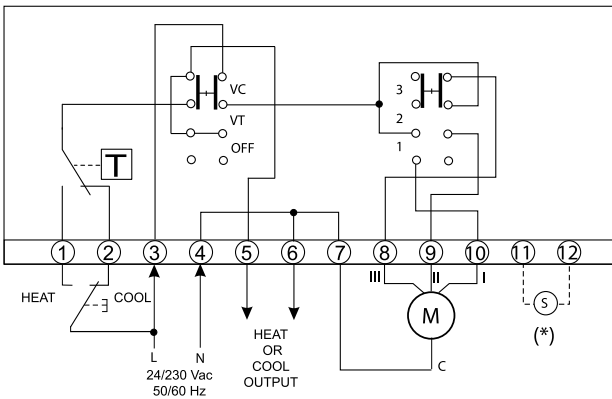 VC
VT
OFF
3
2
1
T
1 2 3 4 5 6 7 8 9 10 11 12
HEAT
COOL
III
II
I
M
S
(*)
L
N
24/230 Vac
50/60 Hz
HEAT
OR
COOL
OUTPUT
C